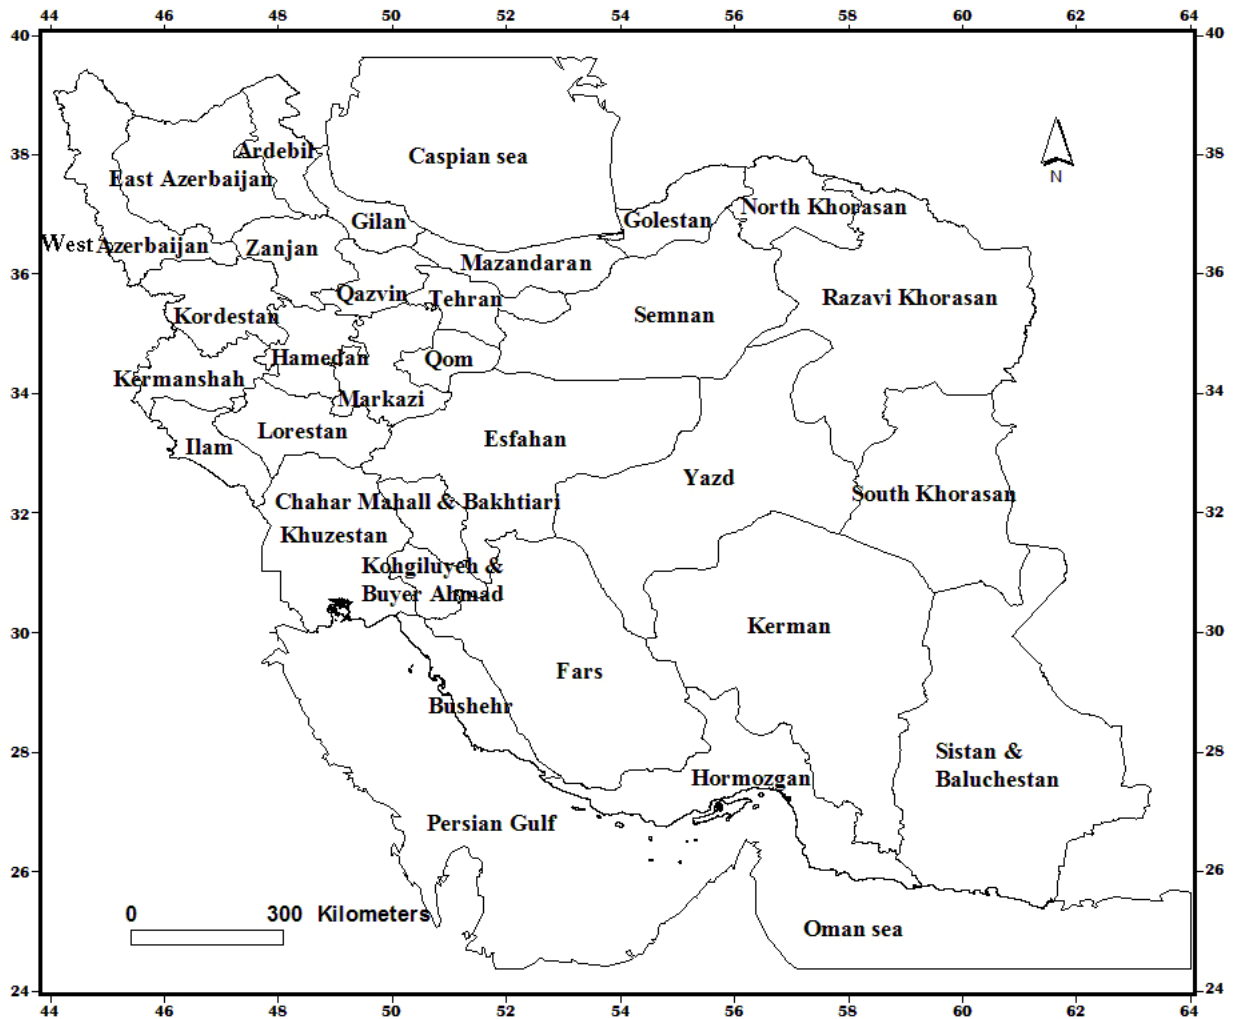 44 46 48 50 52 54 56 58 60 62 64
40 40
38 38
36 36
34 34
32 32
30 30
28 28
26 26
24 24
N
Caspian sea
Ardebil
East Azerbaijan
Gilan
Golestan
North Khorasan
West Azerbaijan
Zanjan
Mazandaran
Qazvin
Tehran
Razavi Khorasan
Kordestan
Semnan
Hamedan
Qom
Kermanshah
Markazi
Lorestan
Esfahan
Ilam
Yazd
South Khorasan
Chahar Mahall & Bakhtiari
Khuzestan
Kohgiluyeh &
Buyer Ahmad
Kerman
Fars
Bushehr
Sistan &
Baluchestan
Hormozgan
Persian Gulf
0 300 Kilometers
Oman sea
44 46 48 50 52 54 56 58 60 62 64